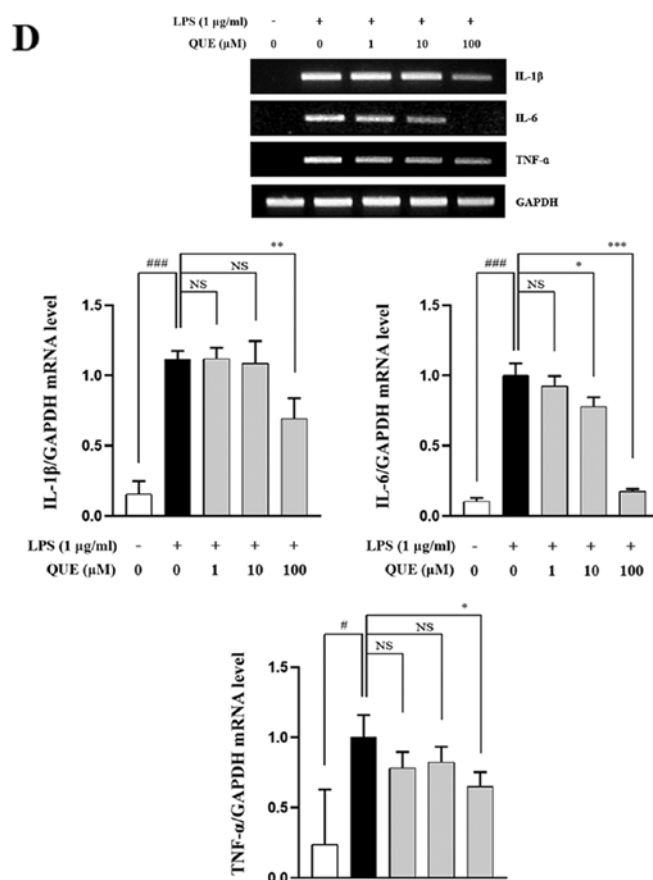 D
LPS (1 µg/ml) - + + + +
QUE (µM) 0 0 1 10 100
IL-1β
IL-6
TNF-α
GAPDH
IL-1β/GAPDH mRNA level
1.5
1.0
0.5
0.0
###
NS
NS
**
LPS (1 µg/ml) - + + + +
QUE (µM) 0 0 1 10 100
IL-6/GAPDH mRNA level
1.5
1.0
0.5
0.0
###
NS
*
***
LPS (1 µg/ml) - + + + +
QUE (µM) 0 0 1 10 100
TNF-α/GAPDH mRNA level
1.5
1.0
0.5
0.0
#
NS
NS
*